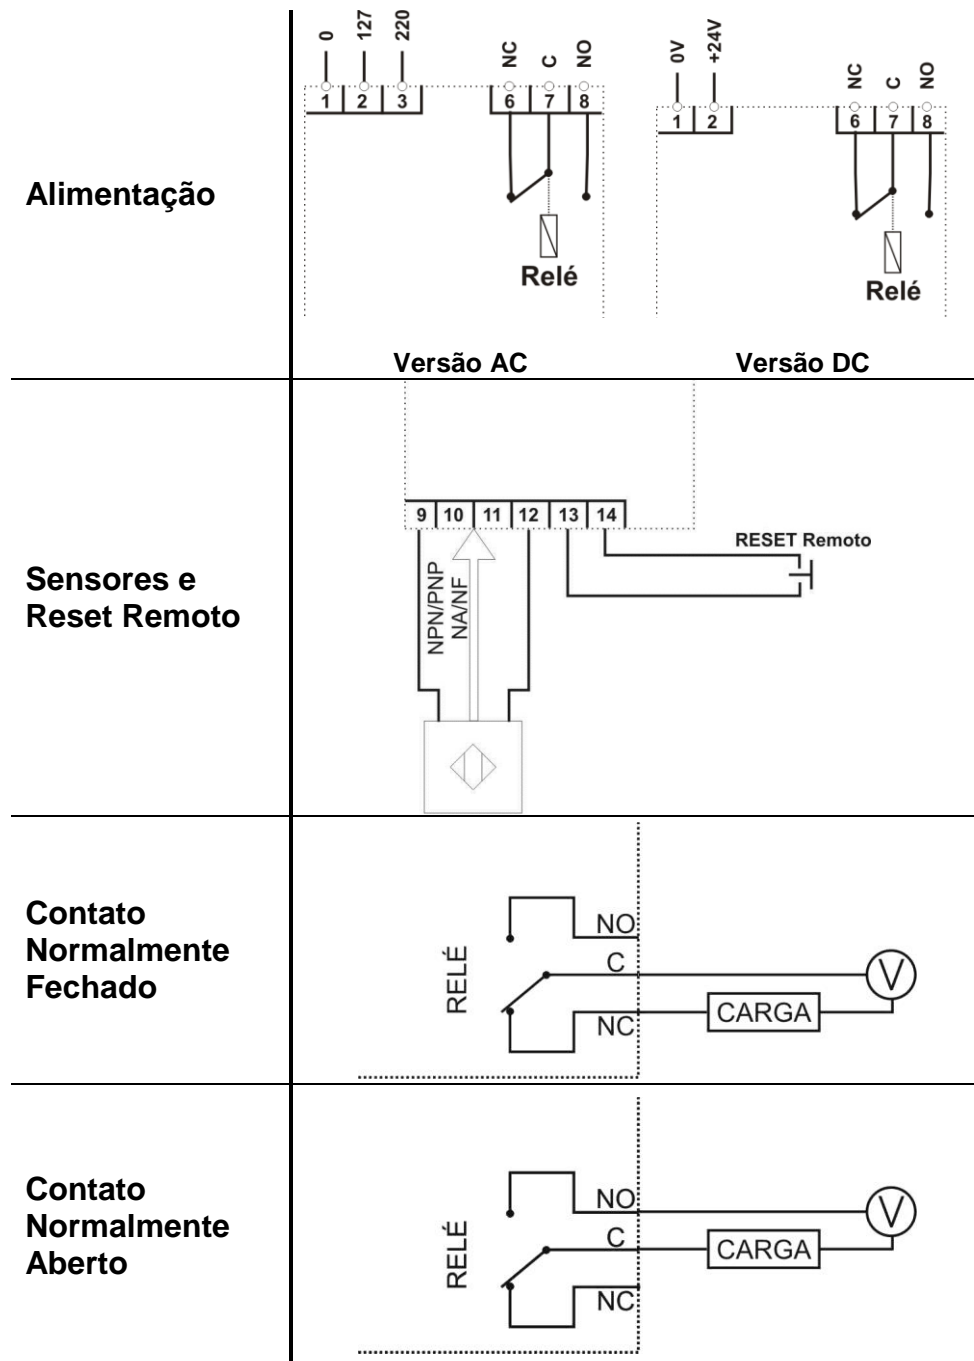 Alimentação
0 127 220
NC C NO
1 2 3
6 7 8
Relé
0V +24V
NC C NO
1 2
6 7 8
Relé
Versão AC
Versão DC
Sensores e
Reset Remoto
9 10 11 12 13 14
RESET Remoto
NPN/PNP
NA/NF
Contato
Normalmente
Fechado
RELÉ
NO
C
NC
CARGA
V
Contato
Normalmente
Aberto
RELÉ
NO
C
NC
CARGA
V